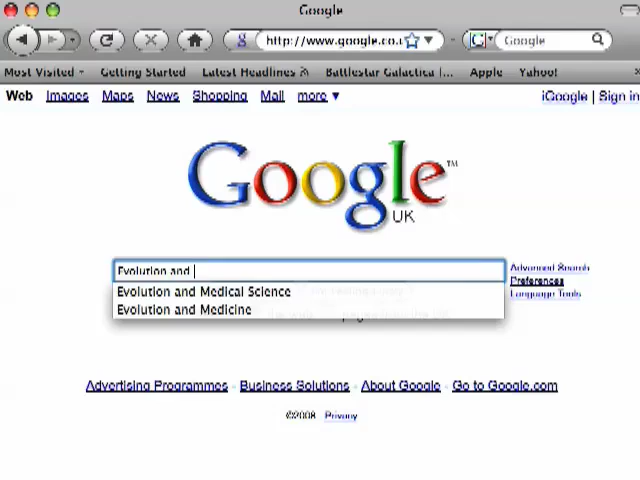 Google
http://www.google.co.u
Google
Most Visited Getting Started Latest Headlines Battlestar Galactica |... Apple Yahoo!
Web Images Maps News Shopping Mail more ▼ iGoogle | Sign in
Google™
UK
Evolution and
Advanced Search
Preferences
Language Tools
Evolution and Medical Science
Evolution and Medicine
Advertising Programmes - Business Solutions - About Google - Go to Google.com
©2008 - Privacy